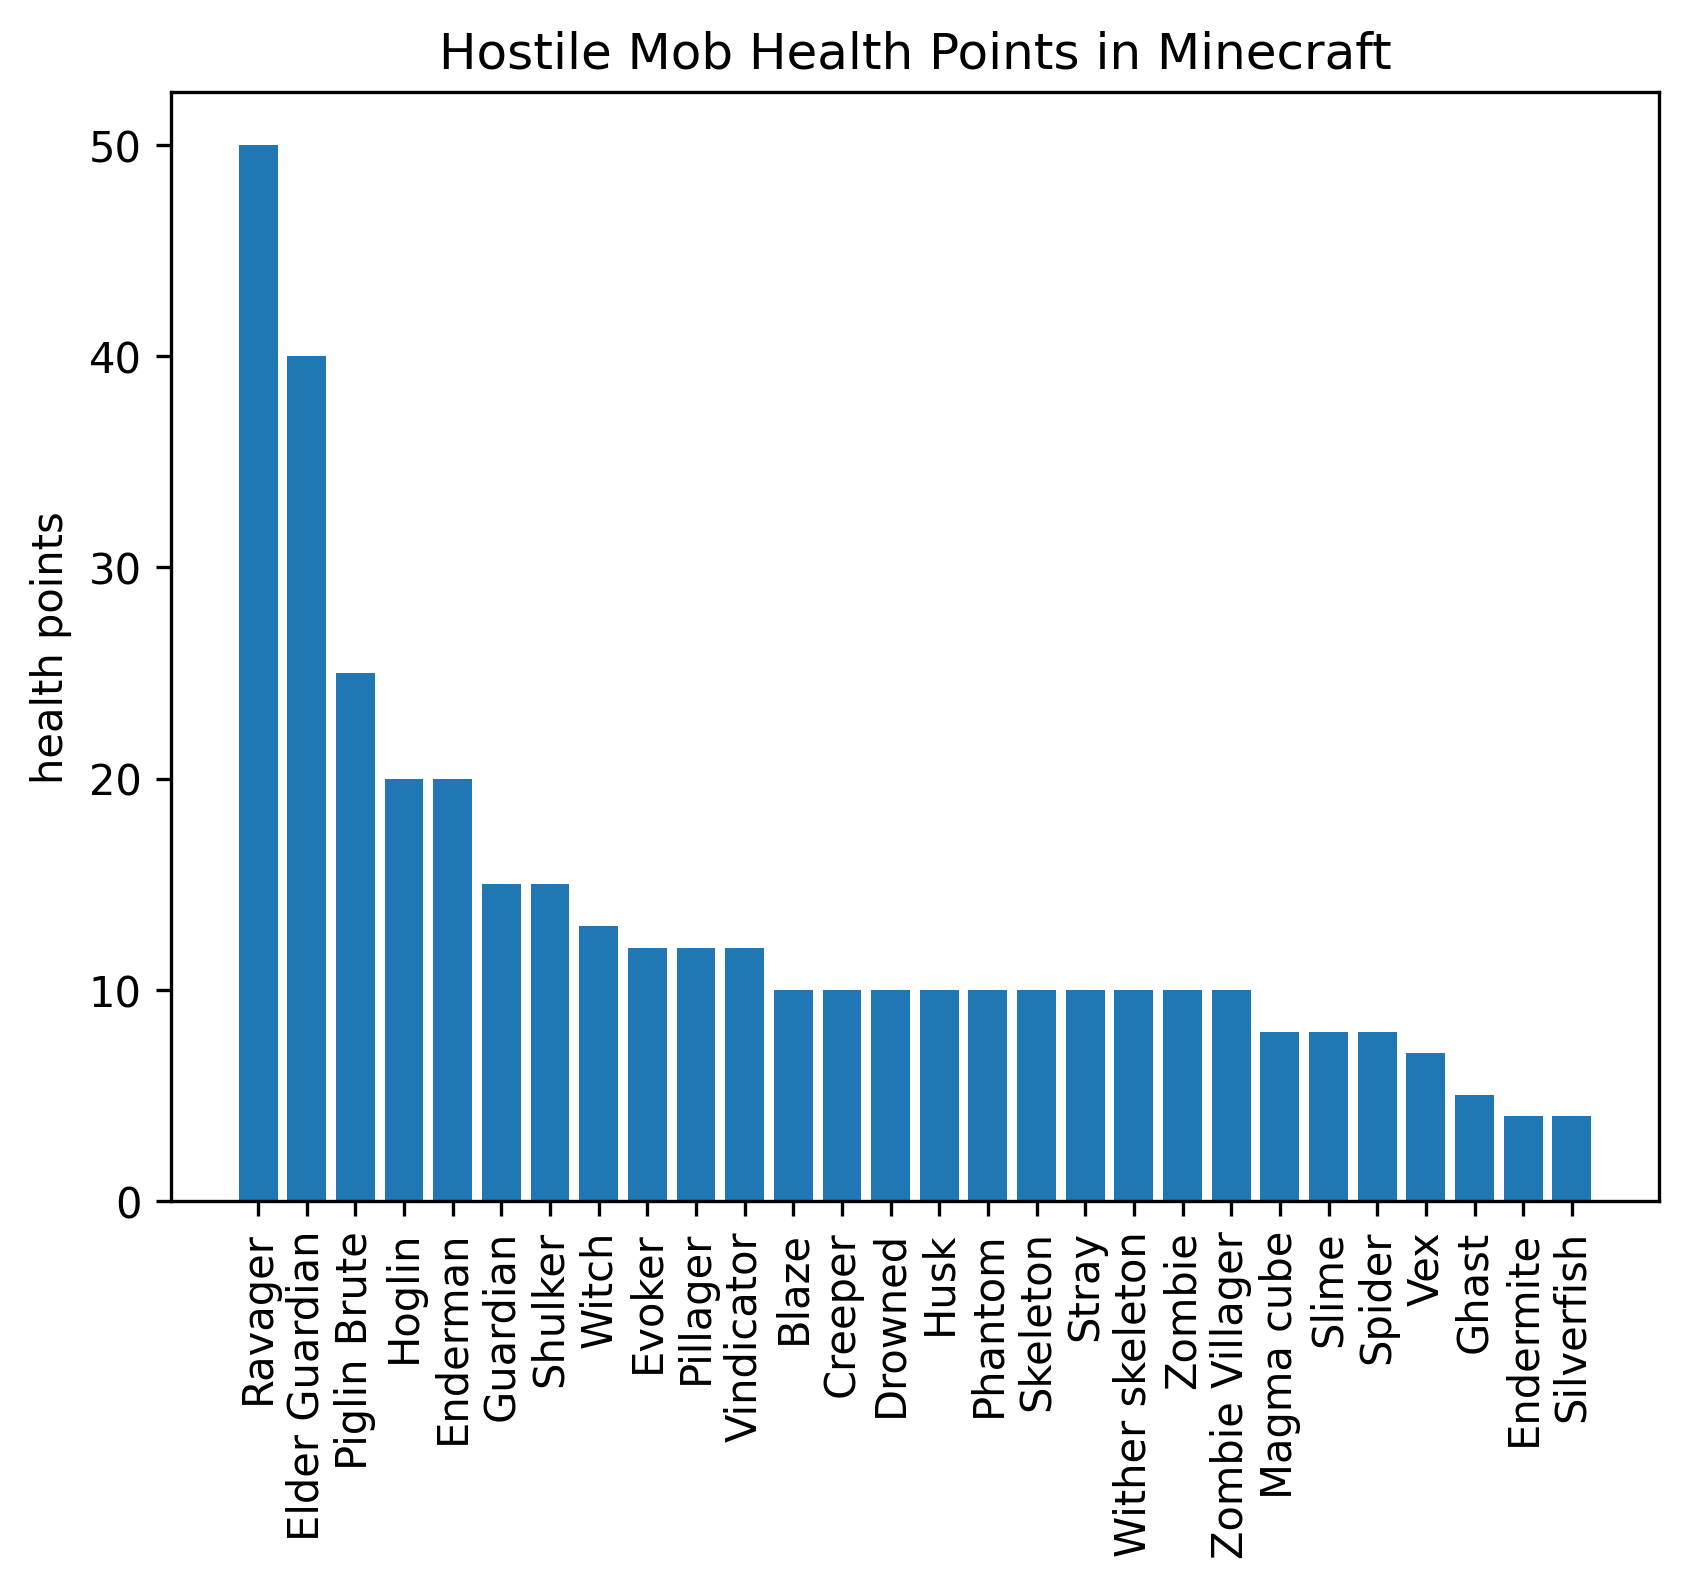 Hostile Mob Health Points in Minecraft
health points
50
40
30
20
10
0
Ravager
Elder Guardian
Piglin Brute
Hoglin
Enderman
Guardian
Shulker
Witch
Evoker
Pillager
Vindicator
Blaze
Creeper
Drowned
Husk
Phantom
Skeleton
Stray
Wither skeleton
Zombie
Zombie Villager
Magma cube
Slime
Spider
Vex
Ghast
Endermite
Silverfish